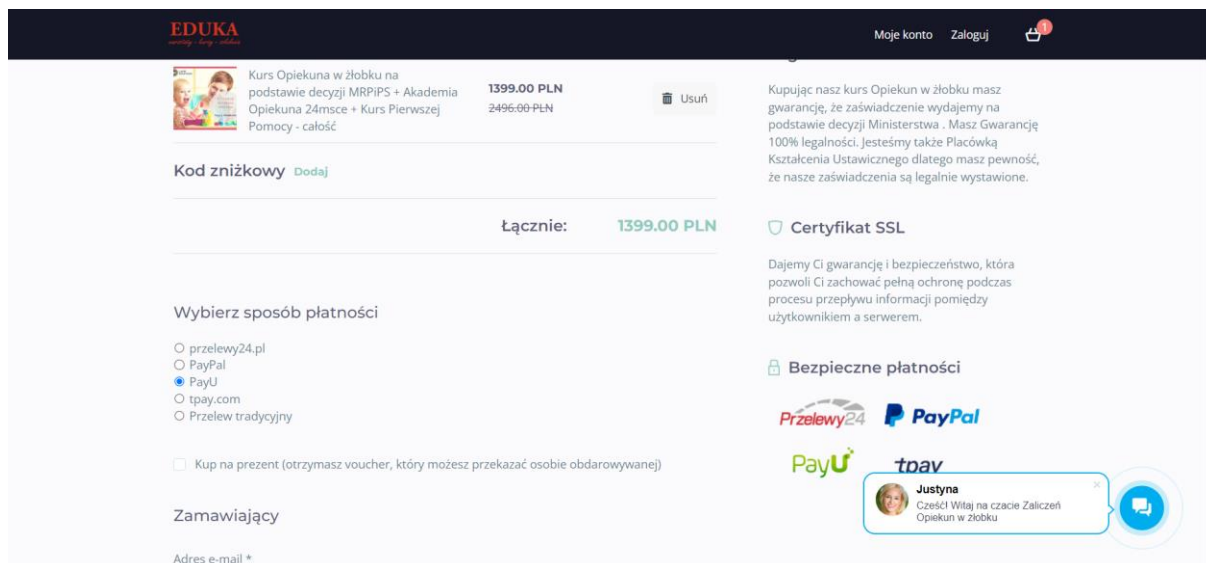 EDUKA
Moje konto Zaloguj 1
Kurs Opiekuna w żłobku na
podstawie decyzji MRPiPS + Akademia
Opiekuna 24msce + Kurs Pierwszej
Pomocy - całość
1399.00 PLN
2496.00 PLN
Usuń
Kod zniżkowy Dodaj
Łącznie: 1399.00 PLN
Wybierz sposób płatności
przelewy24.pl
PayPal
PayU
tpay.com
Przelew tradycyjny
Kup na prezent (otrzymasz voucher, który możesz przekazać osobie obdarowywanej)
Zamawiający
Adres e-mail *
Kupując nasz kurs Opiekun w żłobku masz
gwarancję, że zaświadczenie wydajemy na
podstawie decyzji Ministerstwa . Masz Gwarancję
100% legalności. Jesteśmy także Placówką
Kształcenia Ustawicznego dlatego masz pewność,
że nasze zaświadczenia są legalnie wystawione.
Certyfikat SSL
Dajemy Ci gwarancję i bezpieczeństwo, która
pozwoli Ci zachować pełną ochronę podczas
procesu przepływu informacji pomiędzy
użytkownikiem a serwerem.
Bezpieczne płatności
Przelewy24 PayPal
PayU tpay
Justyna
Cześć! Witaj na czacie Zaliczeń
Opiekun w żłobku